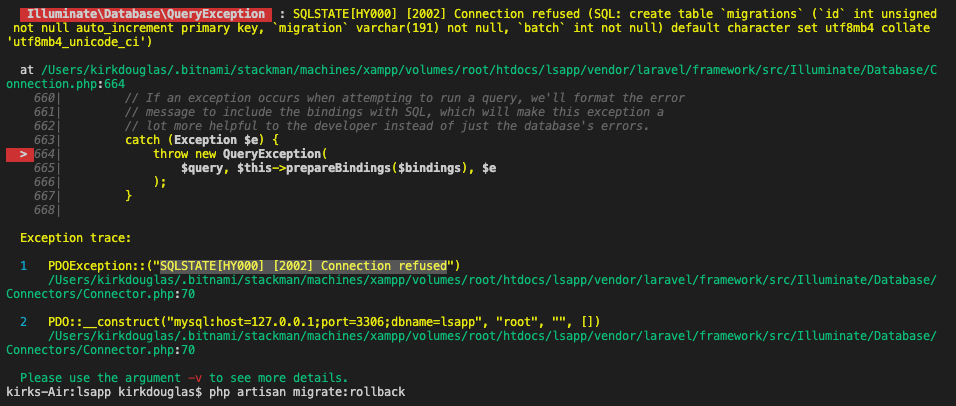 Illuminate\Database\QueryException  : SQLSTATE[HY000] [2002] Connection refused (SQL: create table `migrations` (`id` int unsigned
not null auto_increment primary key, `migration` varchar(191) not null, `batch` int not null) default character set utf8mb4 collate
'utf8mb4_unicode_ci')
at /Users/kirkdouglas/.bitnami/stackman/machines/xampp/volumes/root/htdocs/lsapp/vendor/laravel/framework/src/Illuminate/Database/C
onnection.php:664
660|         // If an exception occurs when attempting to run a query, we'll format the error
661|         // message to include the bindings with SQL, which will make this exception a
662|         // lot more helpful to the developer instead of just the database's errors.
663|         catch (Exception $e) {
> 664|             throw new QueryException(
665|                 $query, $this->prepareBindings($bindings), $e
666|             );
667|         }
668|
Exception trace:
1   PDOException::("SQLSTATE[HY000] [2002] Connection refused")
/Users/kirkdouglas/.bitnami/stackman/machines/xampp/volumes/root/htdocs/lsapp/vendor/laravel/framework/src/Illuminate/Database/
Connectors/Connector.php:70
2   PDO::__construct("mysql:host=127.0.0.1;port=3306;dbname=lsapp", "root", "", [])
/Users/kirkdouglas/.bitnami/stackman/machines/xampp/volumes/root/htdocs/lsapp/vendor/laravel/framework/src/Illuminate/Database/
Connectors/Connector.php:70
Please use the argument -v to see more details.
kirks-Air:lsapp kirkdouglas$ php artisan migrate:rollback